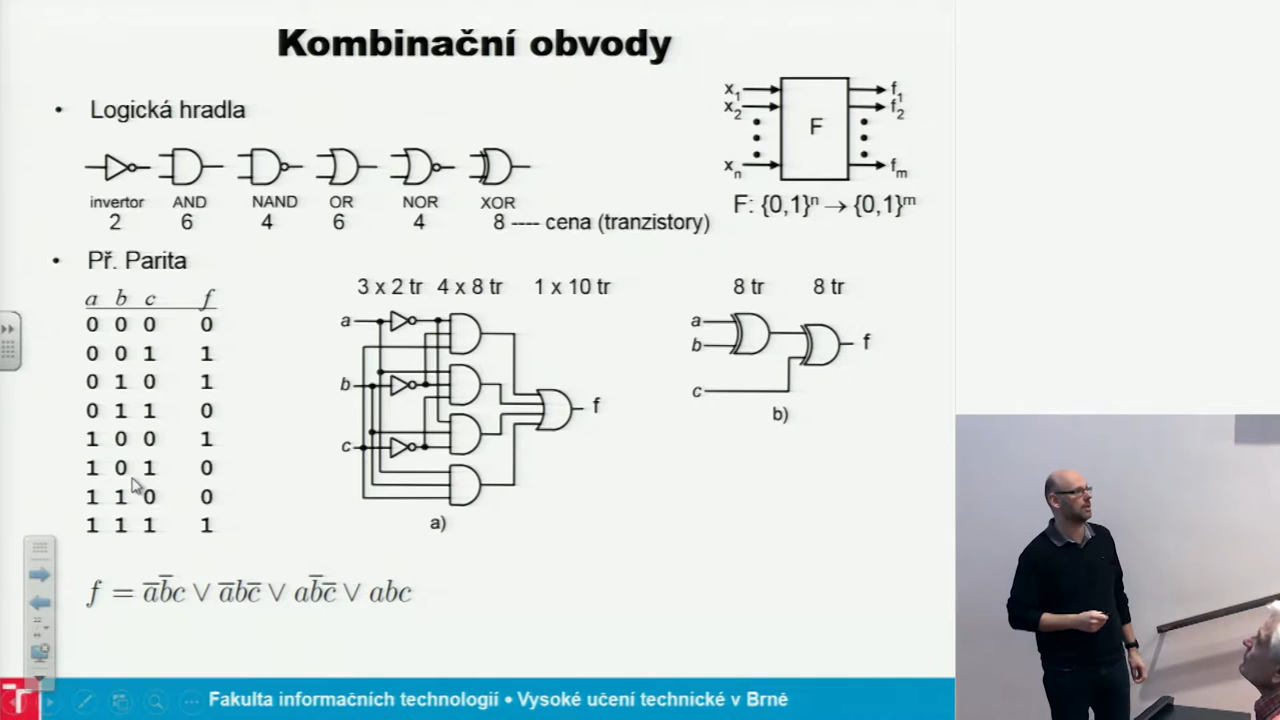 Kombinační obvody
• Logická hradla
invertor AND NAND OR NOR XOR
2 6 4 6 4 8 ---- cena (tranzistory)
x1 f1
x2 f2
F
xn fm
F: {0,1}ⁿ → {0,1}ᵐ
• Př. Parita
a b c f
0 0 0 0
0 0 1 1
0 1 0 1
0 1 1 0
1 0 0 1
1 0 1 0
1 1 0 0
1 1 1 1
3 x 2 tr 4 x 8 tr 1 x 10 tr
a
b
f
c
a)
8 tr 8 tr
a
f
b
c
b)
f = a̅b̅c ∨ a̅bc̅ ∨ ab̅c̅ ∨ abc
Fakulta informačních technologií • Vysoké učení technické v Brně